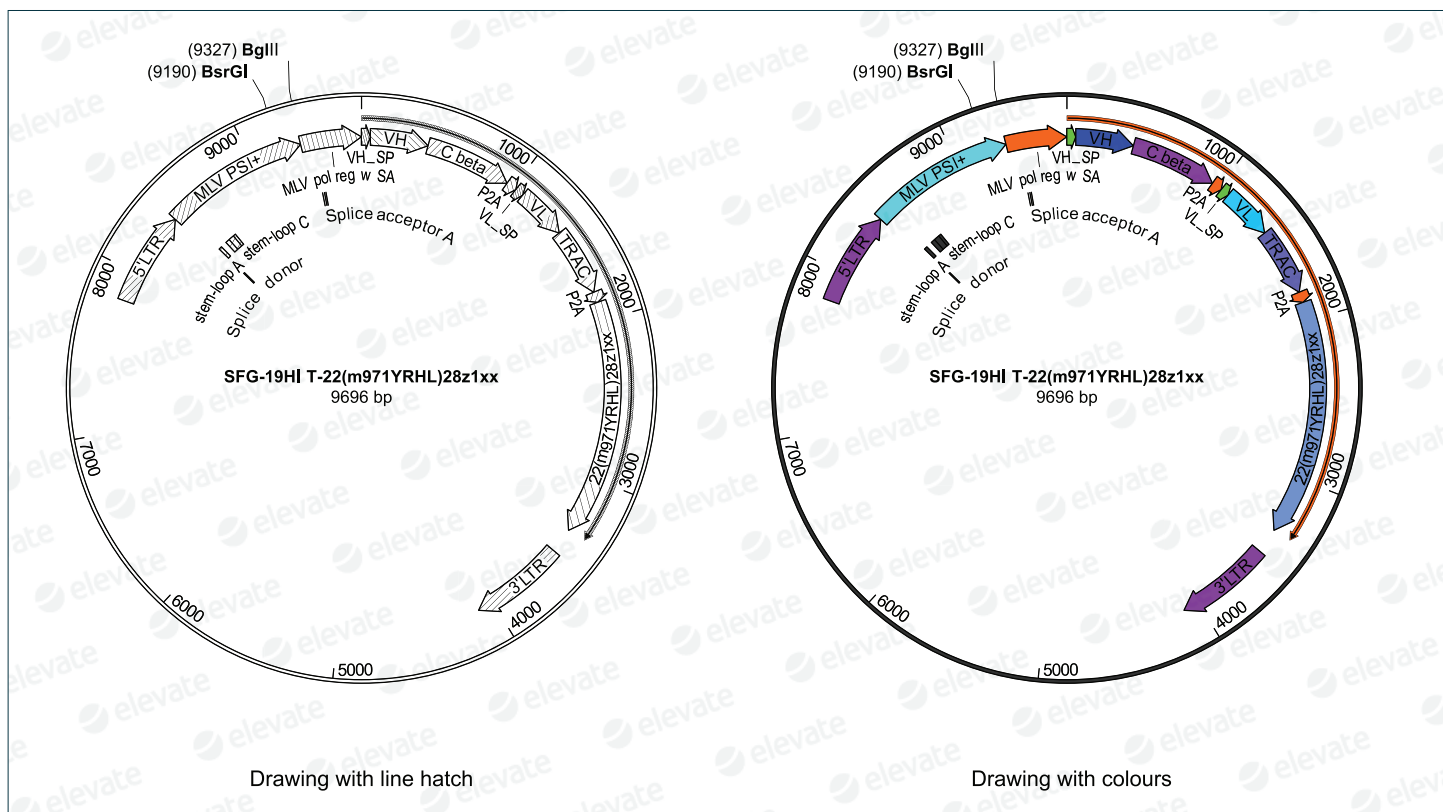 (9327) BglII
(9190) BsrGI
1000
2000
3000
4000
5000
6000
7000
8000
9000
5'LTR
MLV PSI+
MLV pol reg w SA
VH_SP
VH
C beta
P2A
VL_SP
VL
TRAC
P2A
22(m971YRHL)28z1xx
3'LTR
Splice acceptor A
stem-loop A
stem-loop C
Splice donor
SFG-19HI T-22(m971YRHL)28z1xx
9696 bp
Drawing with line hatch
(9327) BglII
(9190) BsrGI
1000
2000
3000
4000
5000
6000
7000
8000
9000
5'LTR
MLV PSI+
MLV pol reg w SA
VH_SP
VH
C beta
P2A
VL_SP
VL
TRAC
P2A
22(m971YRHL)28z1xx
3'LTR
Splice acceptor A
stem-loop A
stem-loop C
Splice donor
SFG-19HI T-22(m971YRHL)28z1xx
9696 bp
Drawing with colours
elevate